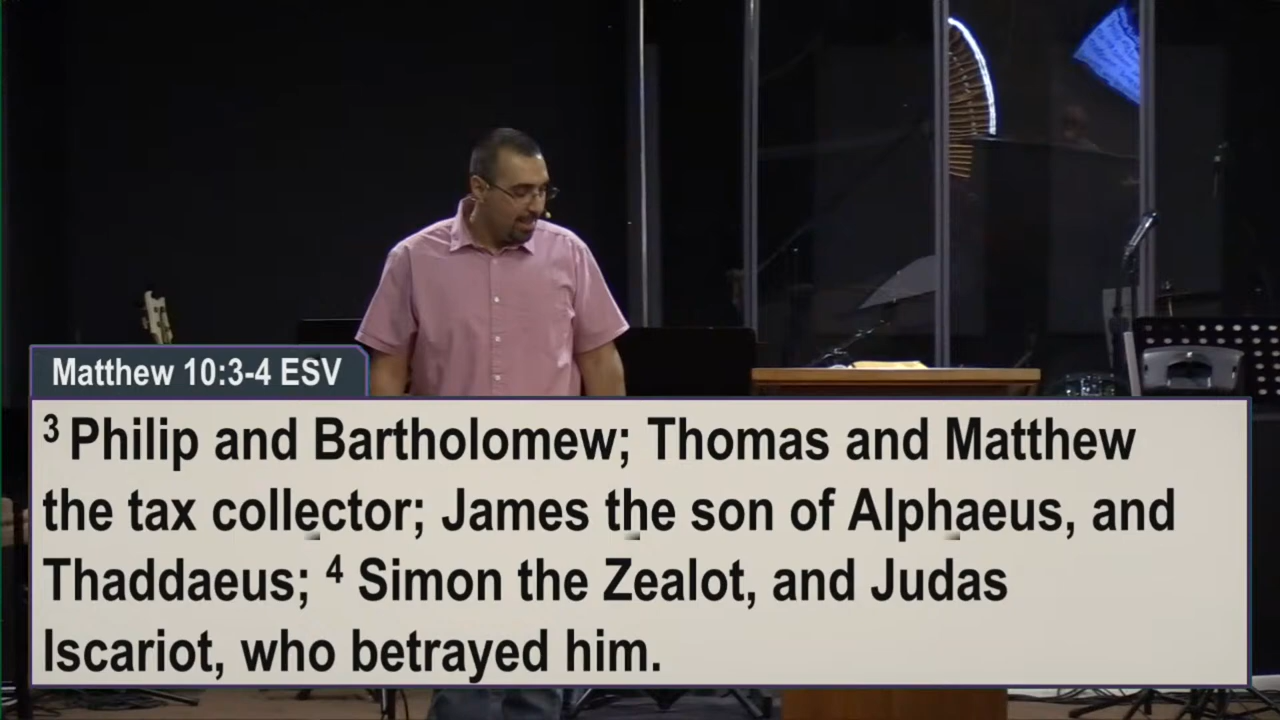 Matthew 10:3-4 ESV
3 Philip and Bartholomew; Thomas and Matthew
the tax collector; James the son of Alphaeus, and
Thaddaeus; 4 Simon the Zealot, and Judas
Iscariot, who betrayed him.